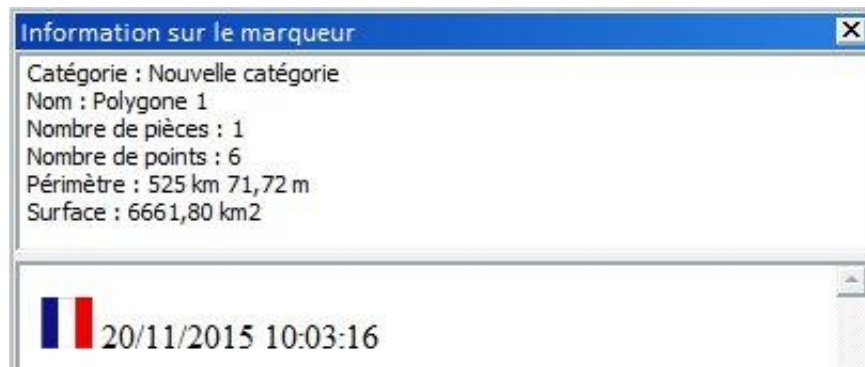 Information sur le marqueur
Catégorie : Nouvelle catégorie
Nom : Polygone 1
Nombre de pièces : 1
Nombre de points : 6
Périmètre : 525 km 71,72 m
Surface : 6661,80 km2
20/11/2015 10:03:16